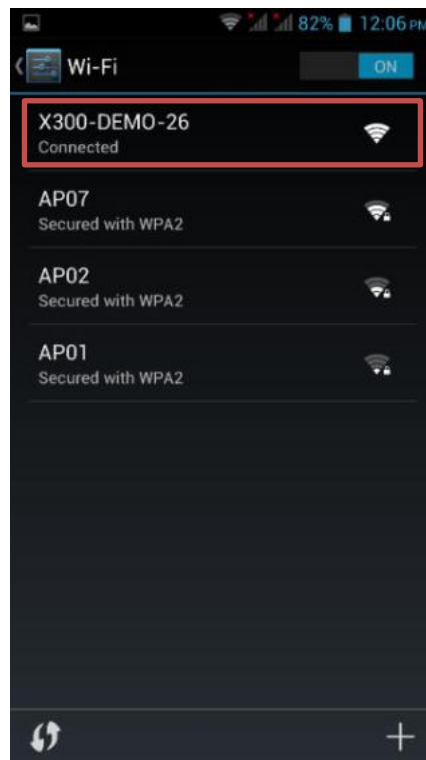 82% 12:06 PM
Wi-Fi
ON
X300-DEMO-26
Connected
AP07
Secured with WPA2
AP02
Secured with WPA2
AP01
Secured with WPA2